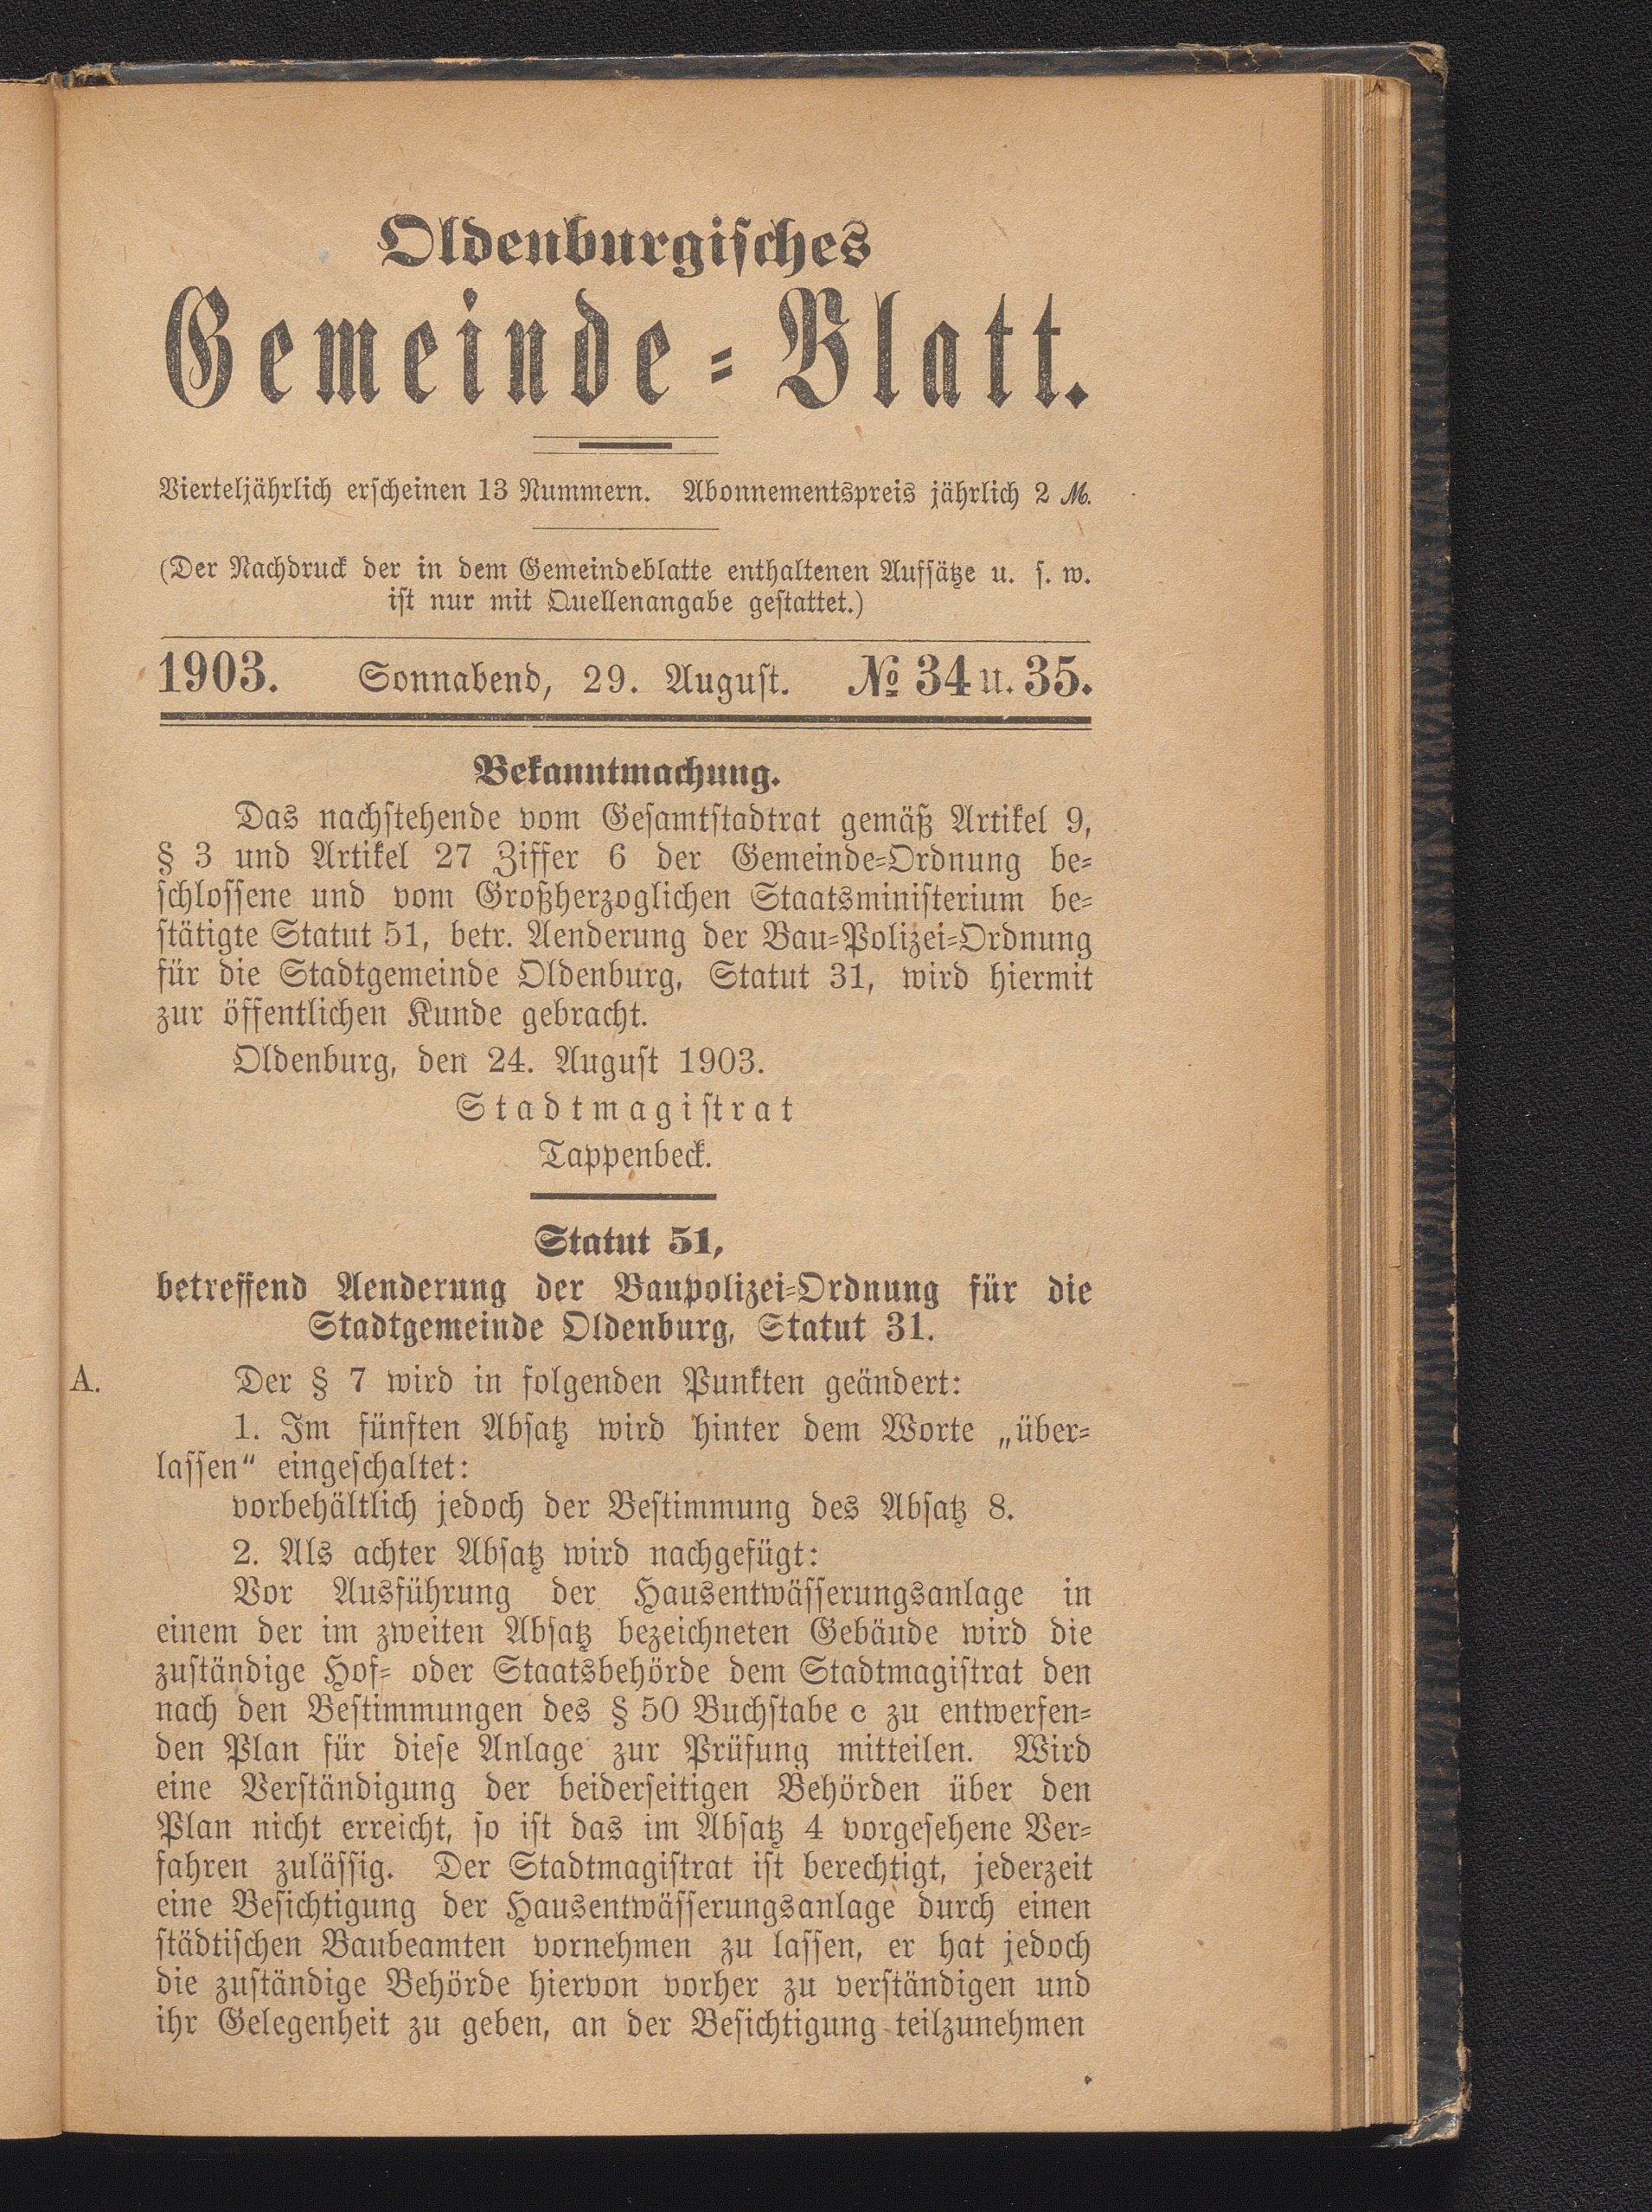 Oldenburgisches
Gemeinde-Blatt.
Vierteljährlich erscheinen 13 Nummern. Abonnementspreis jährlich 2 ℳ.
(Der Nachdruck der in dem Gemeindeblatte enthaltenen Aufsätze u. s. w.
ist nur mit Quellenangabe gestattet.)
1903. Sonnabend, 29. August. № 34 u. 35.
Bekanntmachung.
Das nachstehende vom Gesamtstadtrat gemäß Artikel 9,
§ 3 und Artikel 27 Ziffer 6 der Gemeinde-Ordnung be-
schlossene und vom Großherzoglichen Staatsministerium be-
stätigte Statut 51, betr. Aenderung der Bau-Polizei-Ordnung
für die Stadtgemeinde Oldenburg, Statut 31, wird hiermit
zur öffentlichen Kunde gebracht.
Oldenburg, den 24. August 1903.
Stadtmagistrat
Tappenbeck.
Statut 51,
betreffend Aenderung der Baupolizei-Ordnung für die
Stadtgemeinde Oldenburg, Statut 31.
A. Der § 7 wird in folgenden Punkten geändert:
1. Im fünften Absatz wird hinter dem Worte „über-
lassen“ eingeschaltet:
vorbehältlich jedoch der Bestimmung des Absatz 8.
2. Als achter Absatz wird nachgefügt:
Vor Ausführung der Hausentwässerungsanlage in
einem der im zweiten Absatz bezeichneten Gebäude wird die
zuständige Hof- oder Staatsbehörde dem Stadtmagistrat den
nach den Bestimmungen des § 50 Buchstabe c zu entwerfen-
den Plan für diese Anlage zur Prüfung mitteilen. Wird
eine Verständigung der beiderseitigen Behörden über den
Plan nicht erreicht, so ist das im Absatz 4 vorgesehene Ver-
fahren zulässig. Der Stadtmagistrat ist berechtigt, jederzeit
eine Besichtigung der Hausentwässerungsanlage durch einen
städtischen Baubeamten vornehmen zu lassen, er hat jedoch
die zuständige Behörde hiervon vorher zu verständigen und
ihr Gelegenheit zu geben, an der Besichtigung teilzunehmen